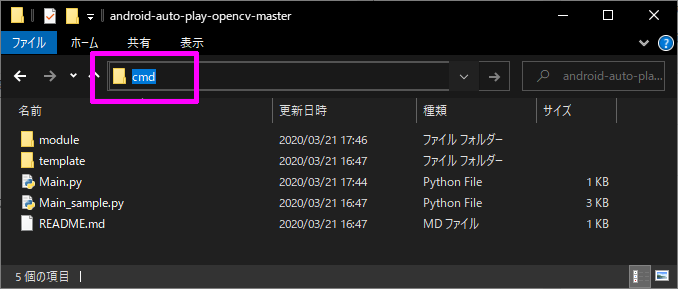 android-auto-play-opencv-master
ファイル ホーム 共有 表示
cmd android-auto-pla...
名前 更新日時 種類 サイズ
module 2020/03/21 17:46 ファイル フォルダー
template 2020/03/21 16:47 ファイル フォルダー
Main.py 2020/03/21 17:44 Python File 1 KB
Main_sample.py 2020/03/21 16:47 Python File 3 KB
README.md 2020/03/21 16:47 MD ファイル 1 KB
5 個の項目